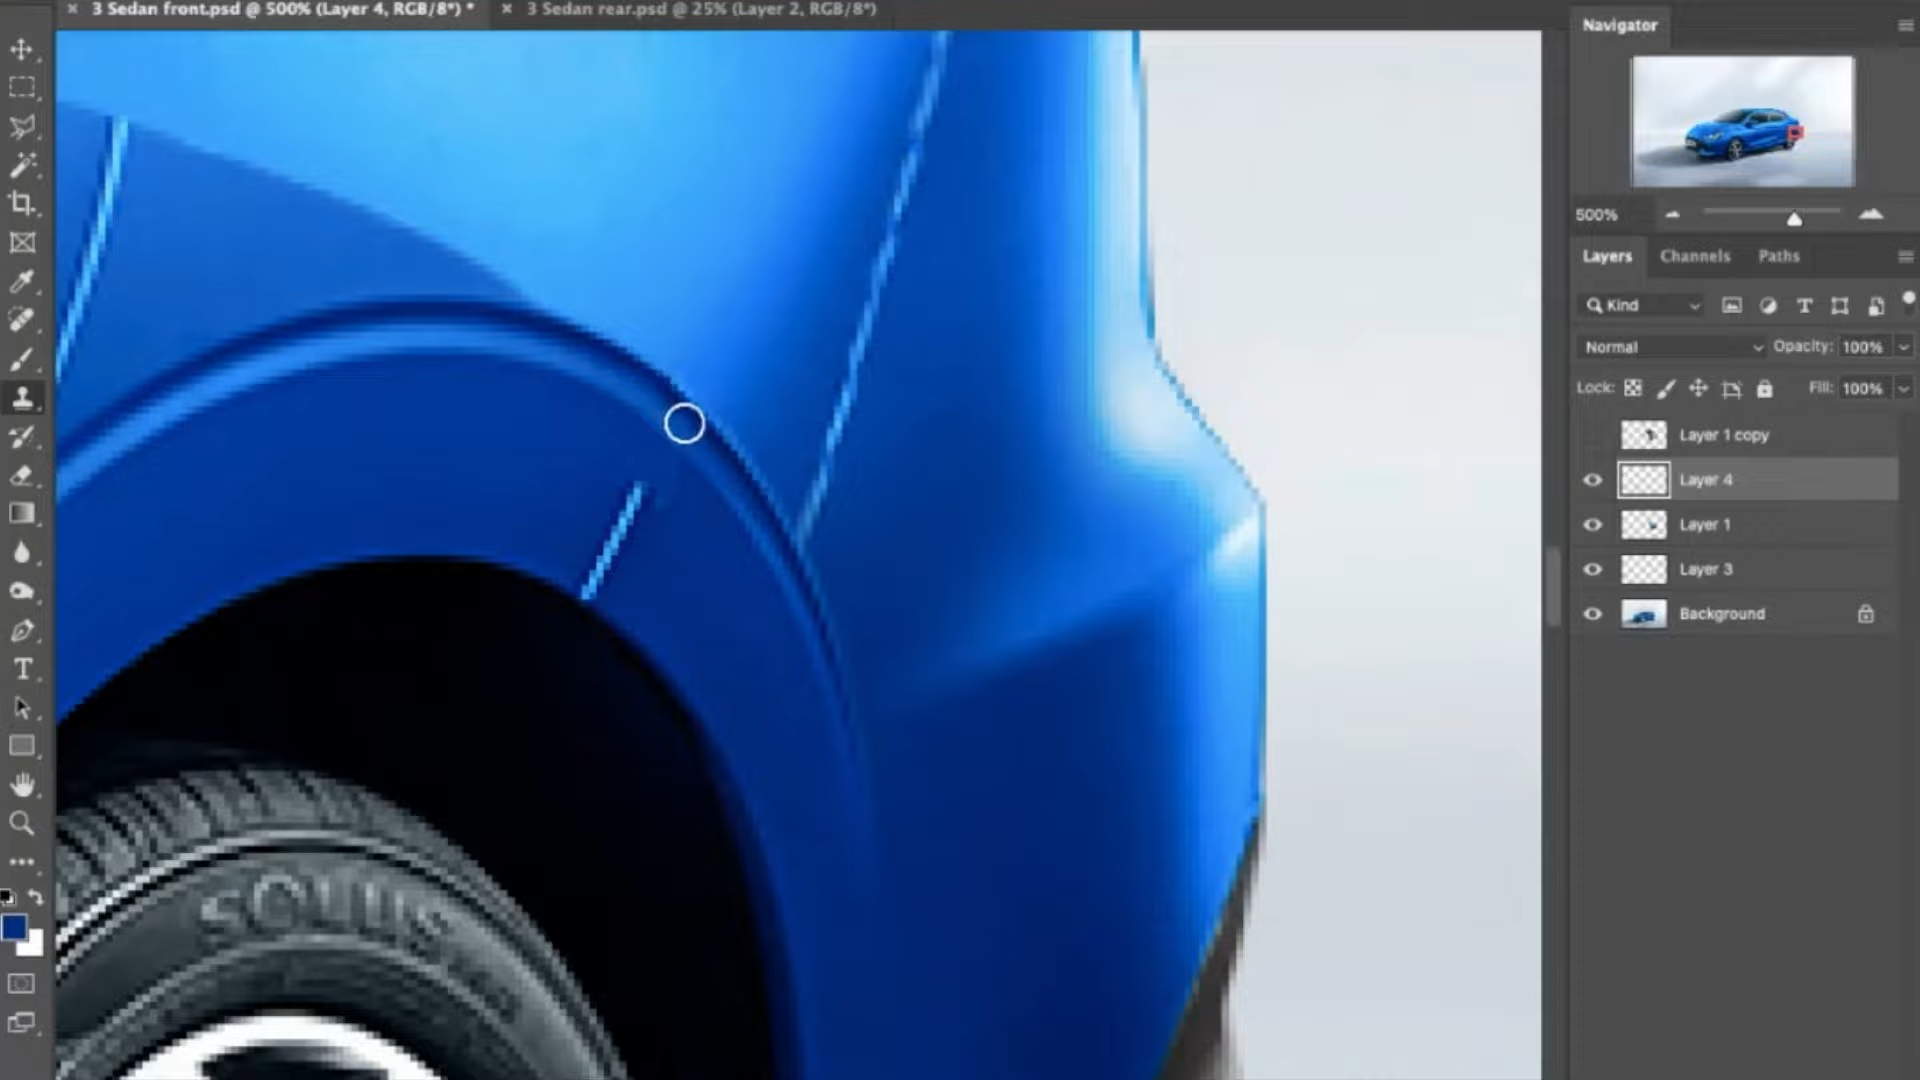 × 3 Sedan front.psd @ 500% (Layer 4, RGB/8*) * × 3 Sedan rear.psd @ 25% (Layer 2, RGB/8*)
Navigator
500%
Layers Channels Paths
Kind
Normal Opacity: 100%
Lock: Fill: 100%
Layer 1 copy
Layer 4
Layer 1
Layer 3
Background
T
SOLUS